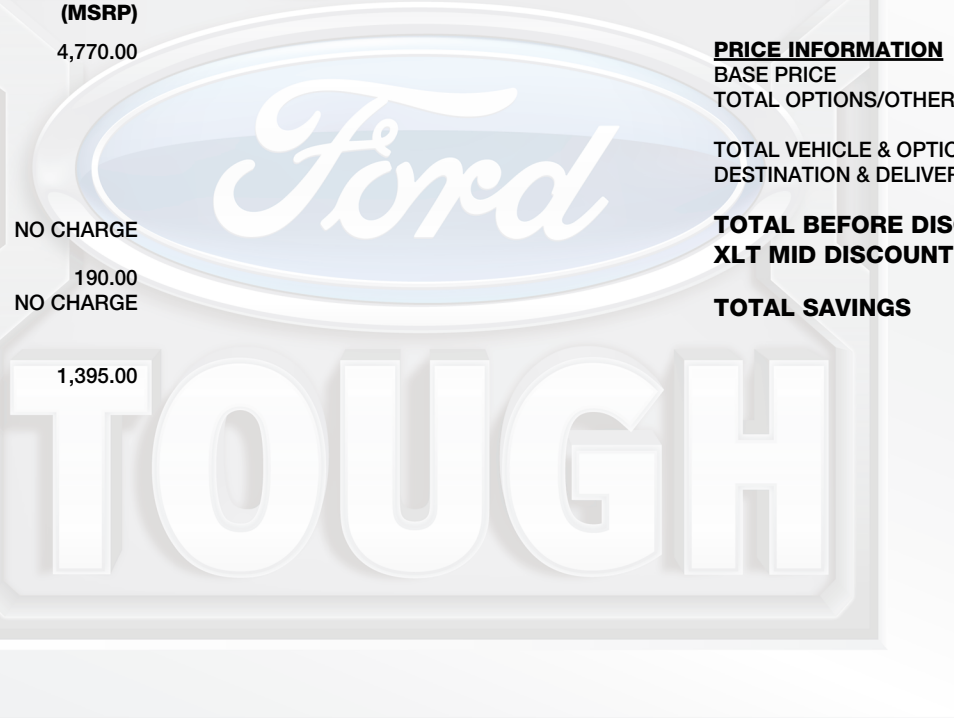 (MSRP)
4,770.00
NO CHARGE
190.00
NO CHARGE
1,395.00
PRICE INFORMATION
BASE PRICE
TOTAL OPTIONS/OTHER
TOTAL VEHICLE & OPTIO
DESTINATION & DELIVER
TOTAL BEFORE DISC
XLT MID DISCOUNT
TOTAL SAVINGS
Ford
TOUGH